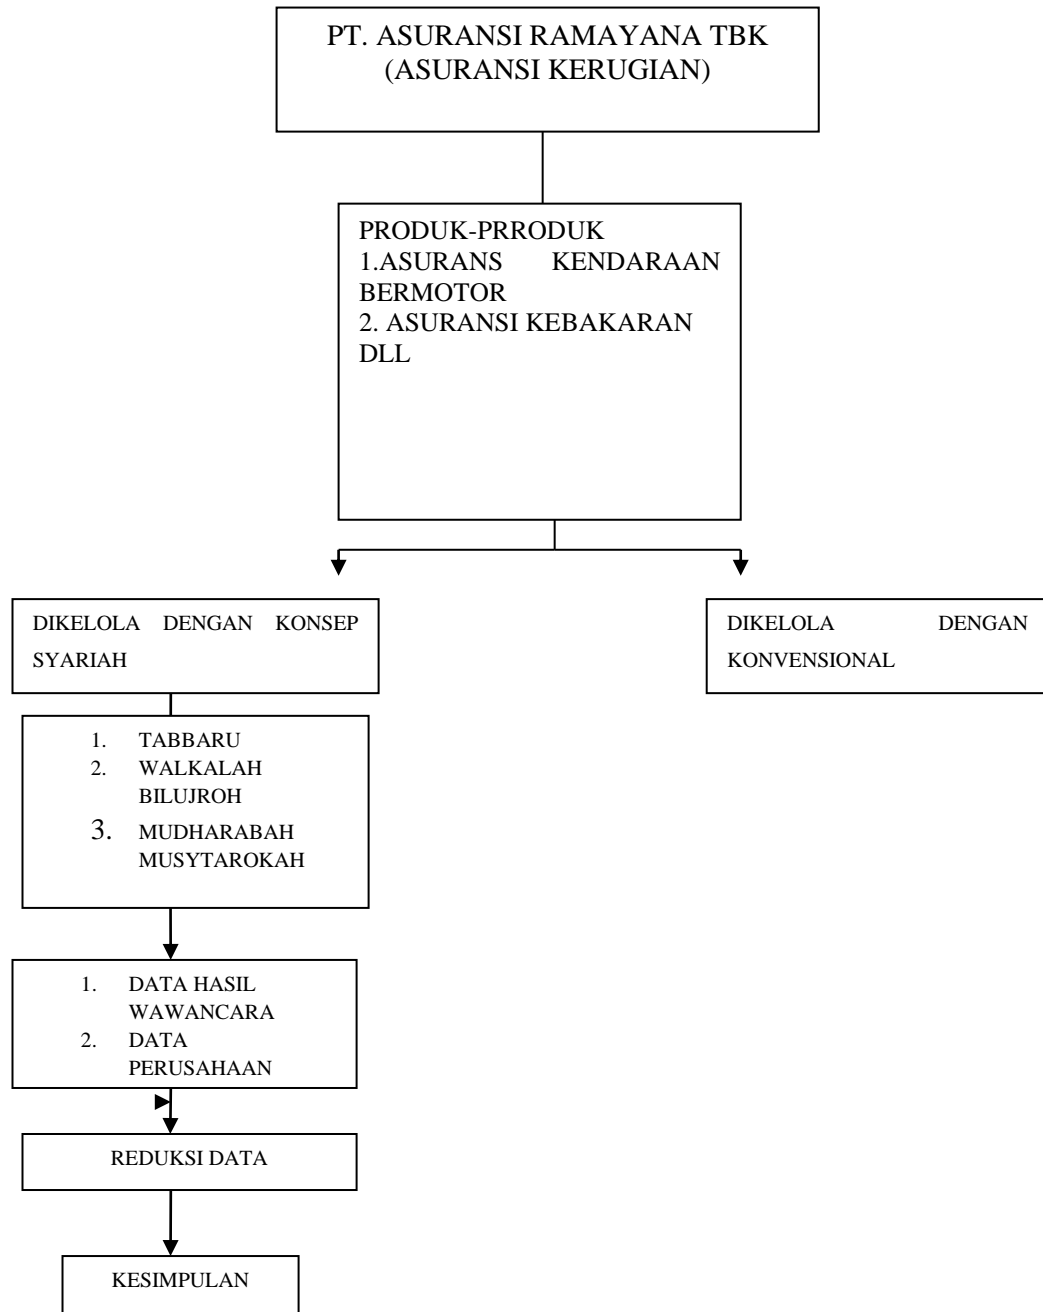 PT. ASURANSI RAMAYANA TBK
(ASURANSI KERUGIAN)
PRODUK-PRRODUK
1.ASURANS KENDARAAN
BERMOTOR
2. ASURANSI KEBAKARAN
DLL
DIKELOLA DENGAN KONSEP
SYARIAH
DIKELOLA DENGAN
KONVENSIONAL
1. TABBARU
2. WALKALAH
BILUJROH
3. MUDHARABAH
MUSYTAROKAH
1. DATA HASIL
WAWANCARA
2. DATA
PERUSAHAAN
REDUKSI DATA
KESIMPULAN